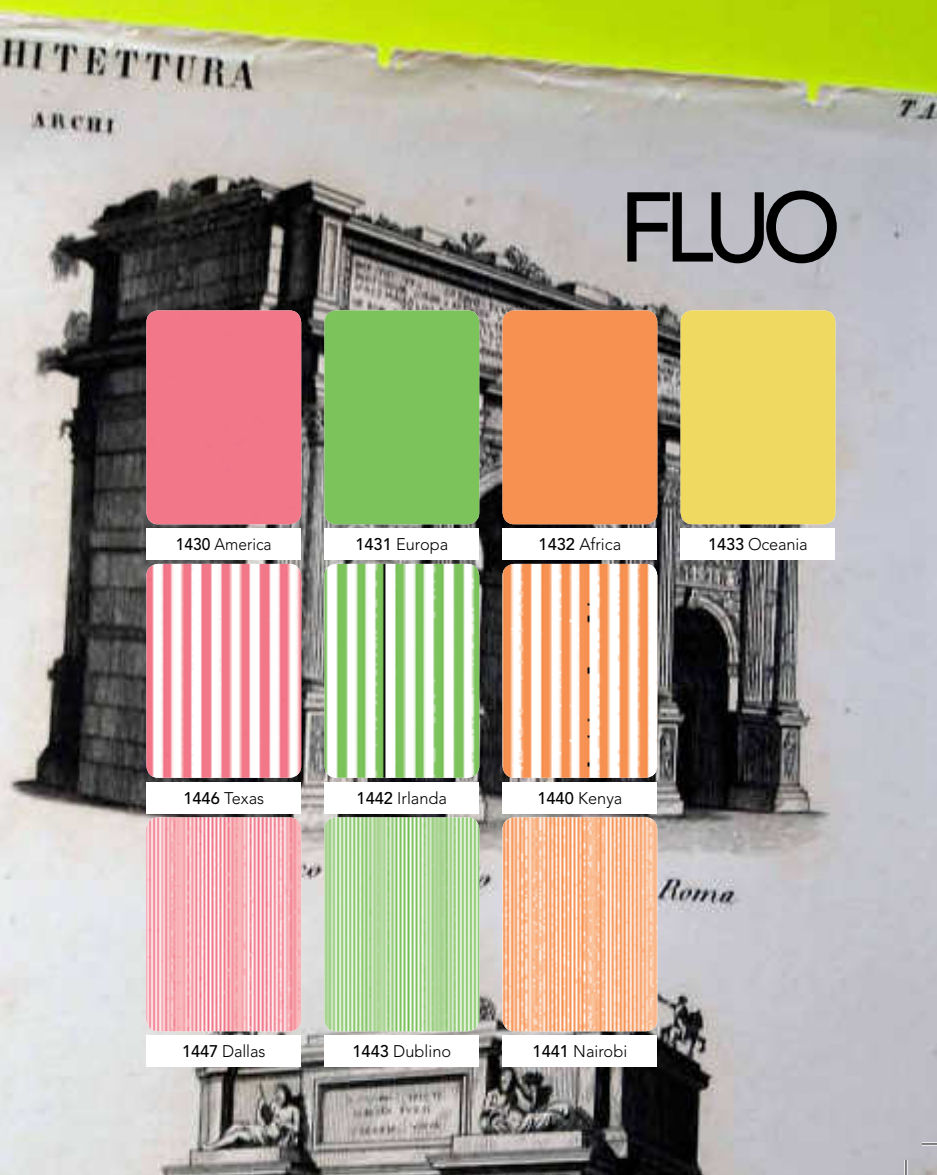 HITETTURA
ARCHI
FLUO
1430 America
1431 Europa
1432 Africa
1433 Oceania
1446 Texas
1442 Irlanda
1440 Kenya
Roma
1447 Dallas
1443 Dublino
1441 Nairobi